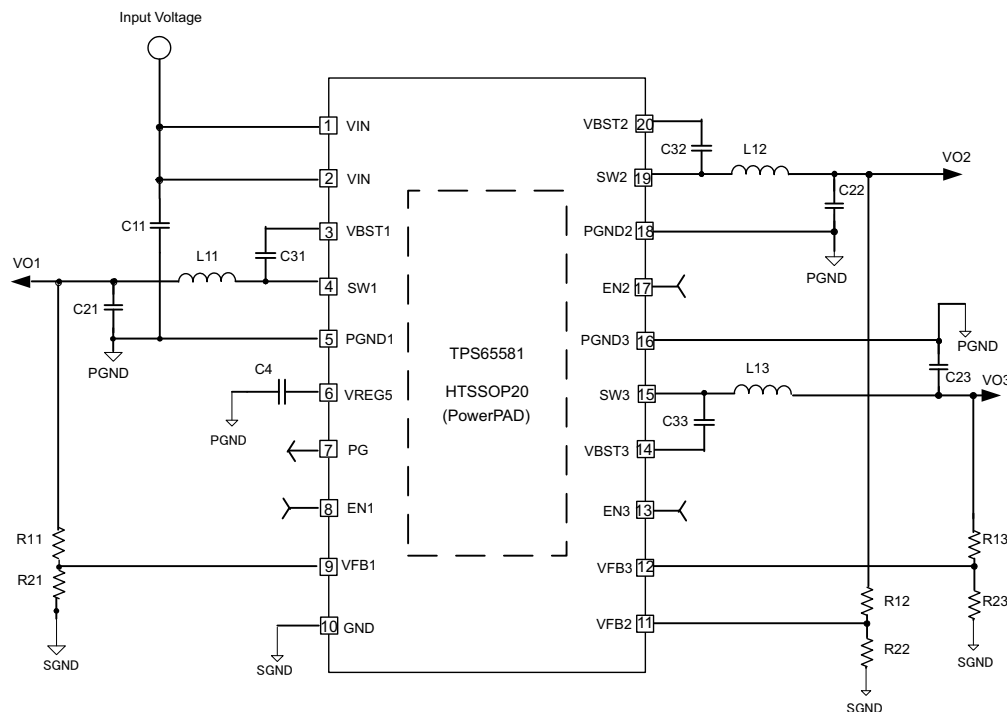 Input Voltage
1 VIN
2 VIN
C11
3 VBST1
C31
L11
VO1
4 SW1
C21
5 PGND1
PGND
C4
6 VREG5
PGND
7 PG
8 EN1
R11
9 VFB1
R21
SGND
10 GND
SGND
TPS65581
HTSSOP20
(PowerPAD)
VBST2 20
C32
L12
VO2
SW2 19
C22
PGND2 18
PGND
EN2 17
PGND3 16
PGND
C23
L13
SW3 15
VO3
C33
VBST3 14
EN3 13
R13
VFB3 12
R23
SGND
R12
VFB2 11
R22
SGND